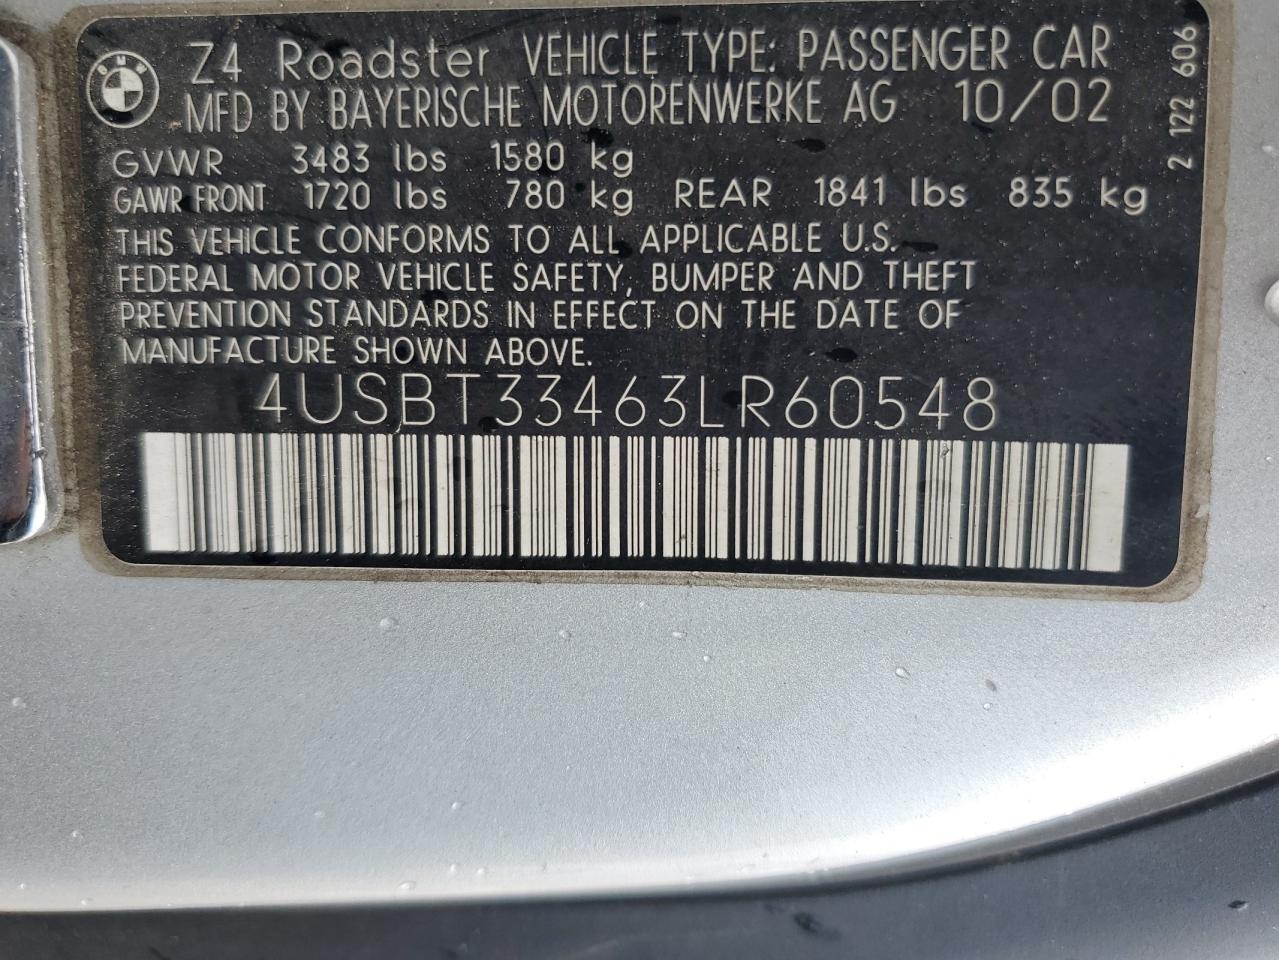 Z4 Roadster VEHICLE TYPE: PASSENGER CAR
MFD BY BAYERISCHE MOTORENWERKE AG 10/02
GVWR 3483 lbs 1580 kg
GAWR FRONT 1720 lbs 780 kg REAR 1841 lbs 835 kg
THIS VEHICLE CONFORMS TO ALL APPLICABLE U.S.
FEDERAL MOTOR VEHICLE SAFETY, BUMPER AND THEFT
PREVENTION STANDARDS IN EFFECT ON THE DATE OF
MANUFACTURE SHOWN ABOVE.
4USBT33463LR60548
2 122 606
BMW